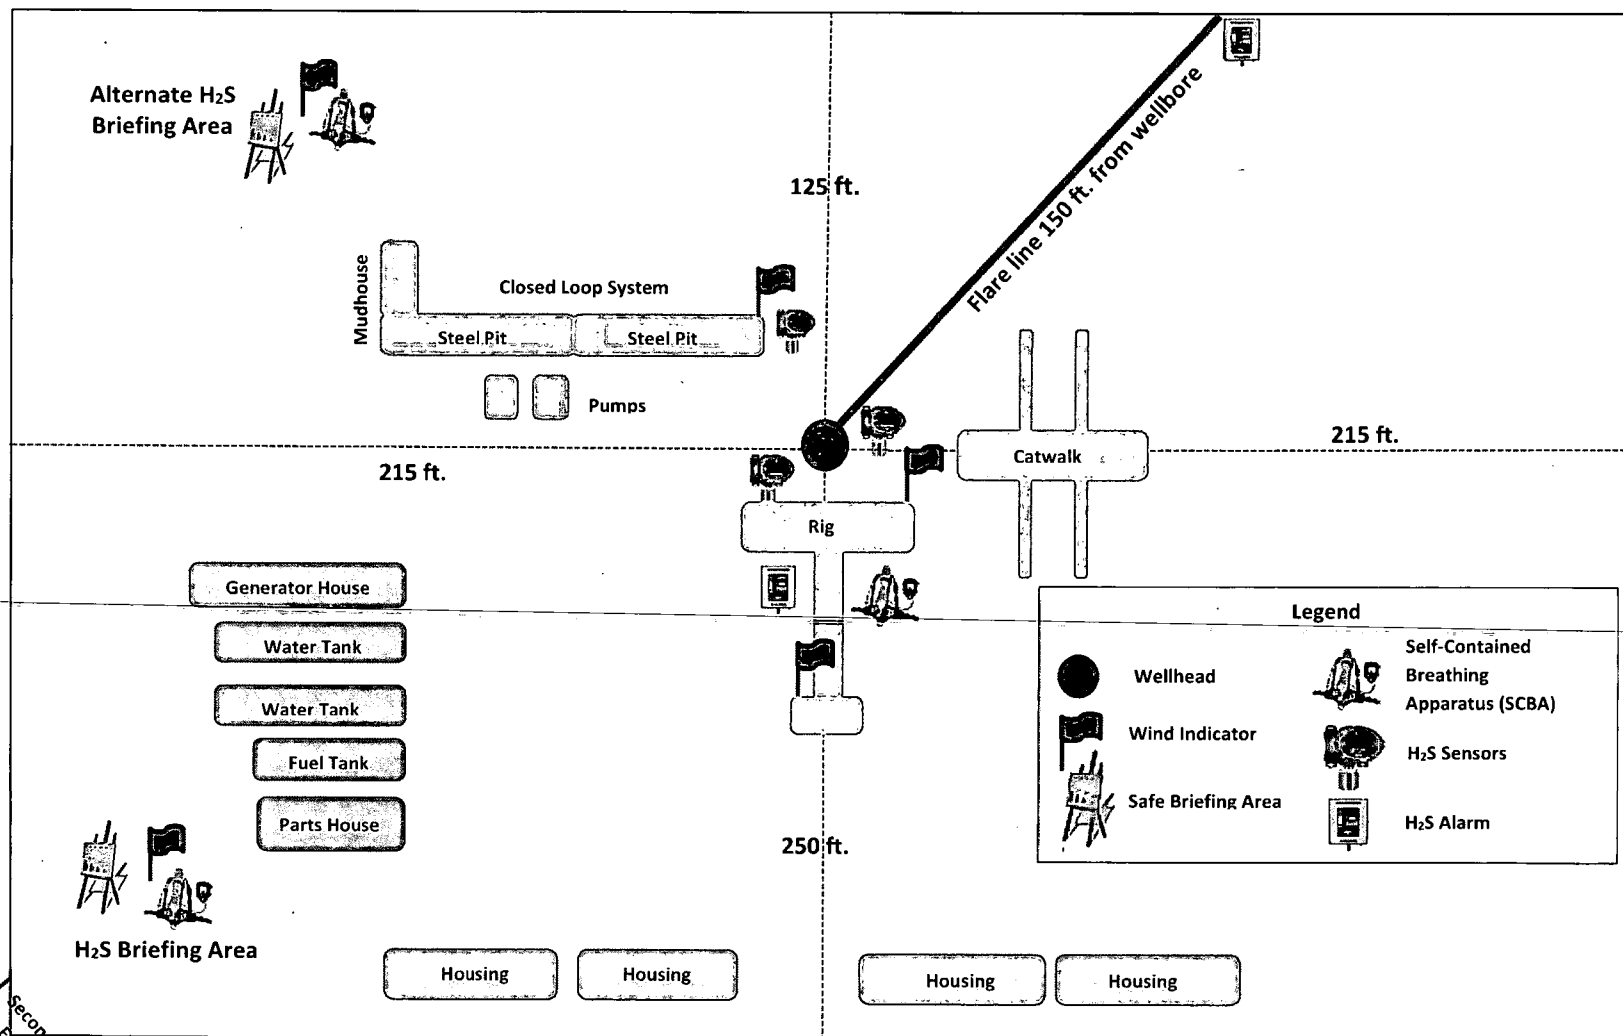 Alternate H2S
Briefing Area
125 ft.
Flare line 150 ft. from wellbore
Mudhouse
Closed Loop System
Steel Pit
Steel Pit
Pumps
215 ft.
215 ft.
Catwalk
Rig
Generator House
Water Tank
Water Tank
Fuel Tank
Parts House
250 ft.
H2S Briefing Area
Housing
Housing
Housing
Housing
Legend
Wellhead
Wind Indicator
Safe Briefing Area
Self-Contained
Breathing
Apparatus (SCBA)
H2S Sensors
H2S Alarm